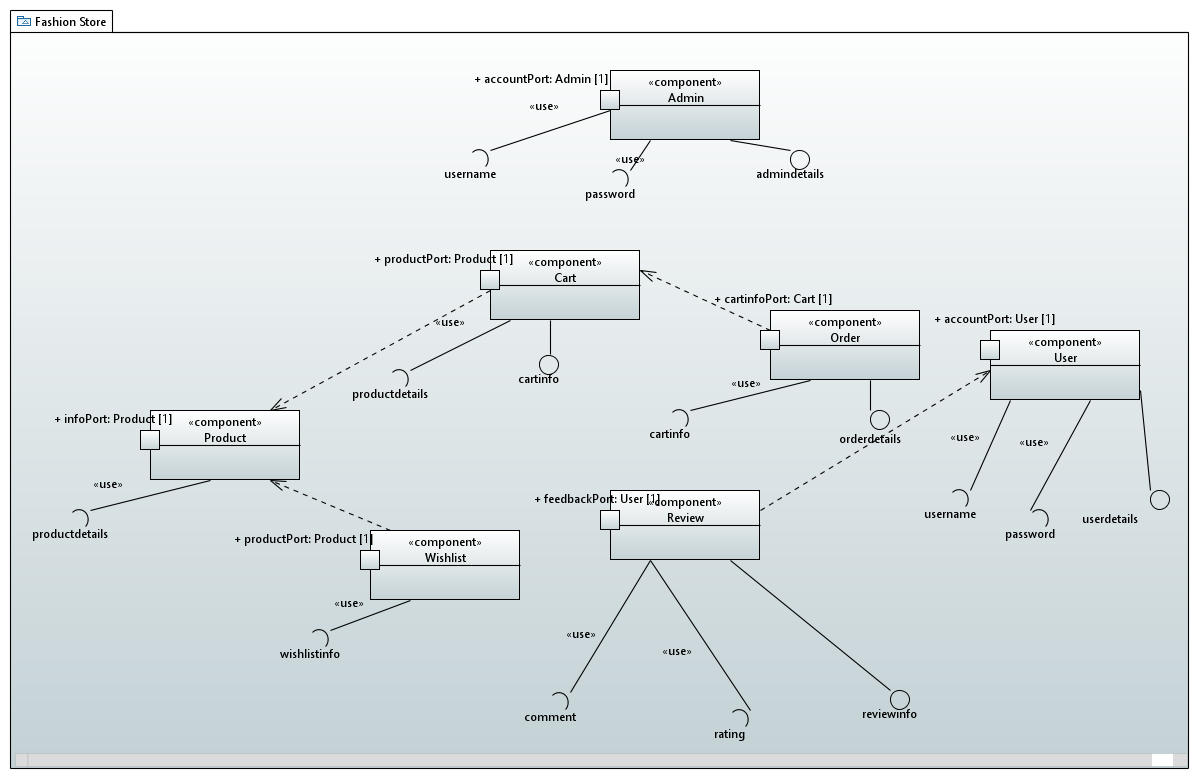 Fashion Store
+ accountPort: Admin [1]
«component»
Admin
«use»
username
«use»
password
admindetails
+ productPort: Product [1]
«component»
Cart
«use»
productdetails
cartinfo
+ cartinfoPort: Cart [1]
«component»
Order
«use»
cartinfo
orderdetails
+ accountPort: User [1]
«component»
User
«use»
username
«use»
password
userdetails
+ infoPort: Product [1]
«component»
Product
«use»
productdetails
+ productPort: Product [1]
«component»
Wishlist
«use»
wishlistinfo
+ feedbackPort: User [1]
«component»
Review
«use»
comment
«use»
rating
reviewinfo